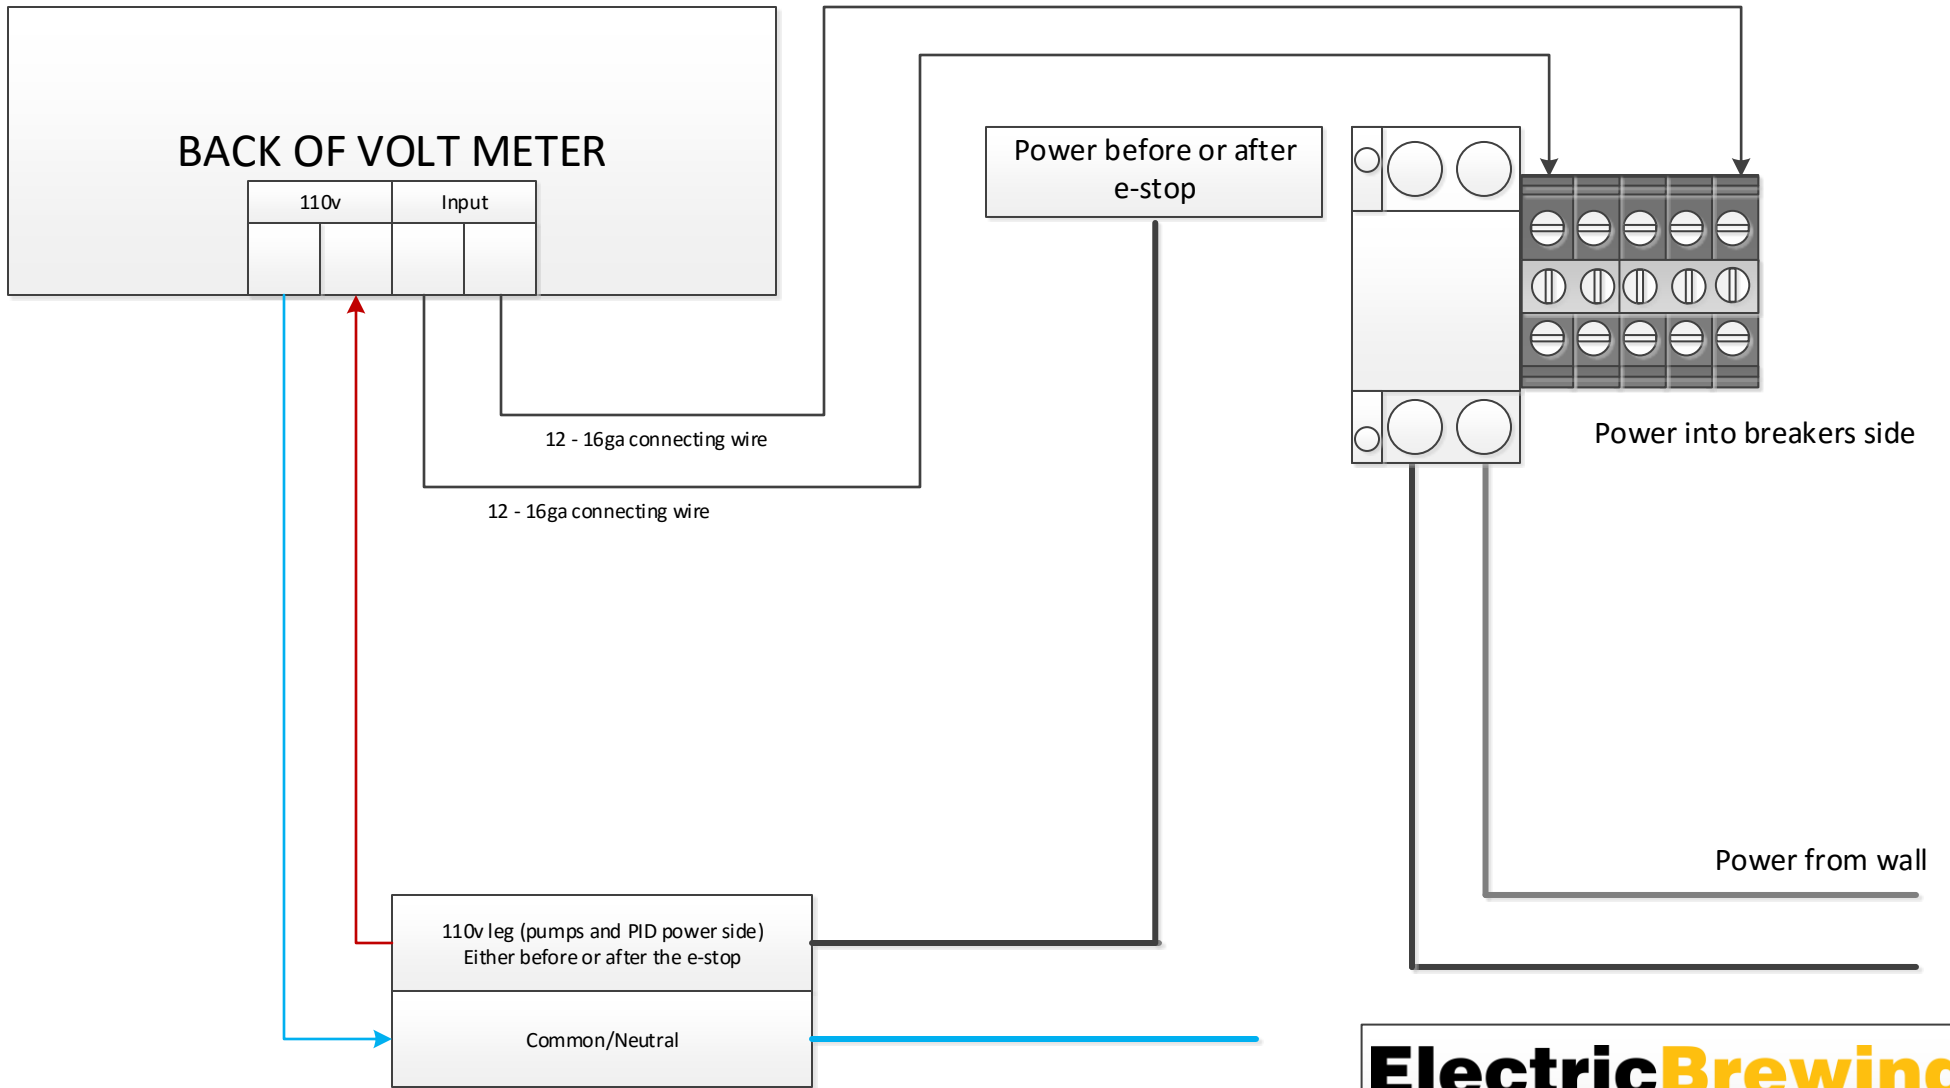 BACK OF VOLT METER
110v
Input
Power before or after
e-stop
12 - 16ga connecting wire
12 - 16ga connecting wire
Power into breakers side
Power from wall
110v leg (pumps and PID power side)
Either before or after the e-stop
Common/Neutral
ElectricBrewing